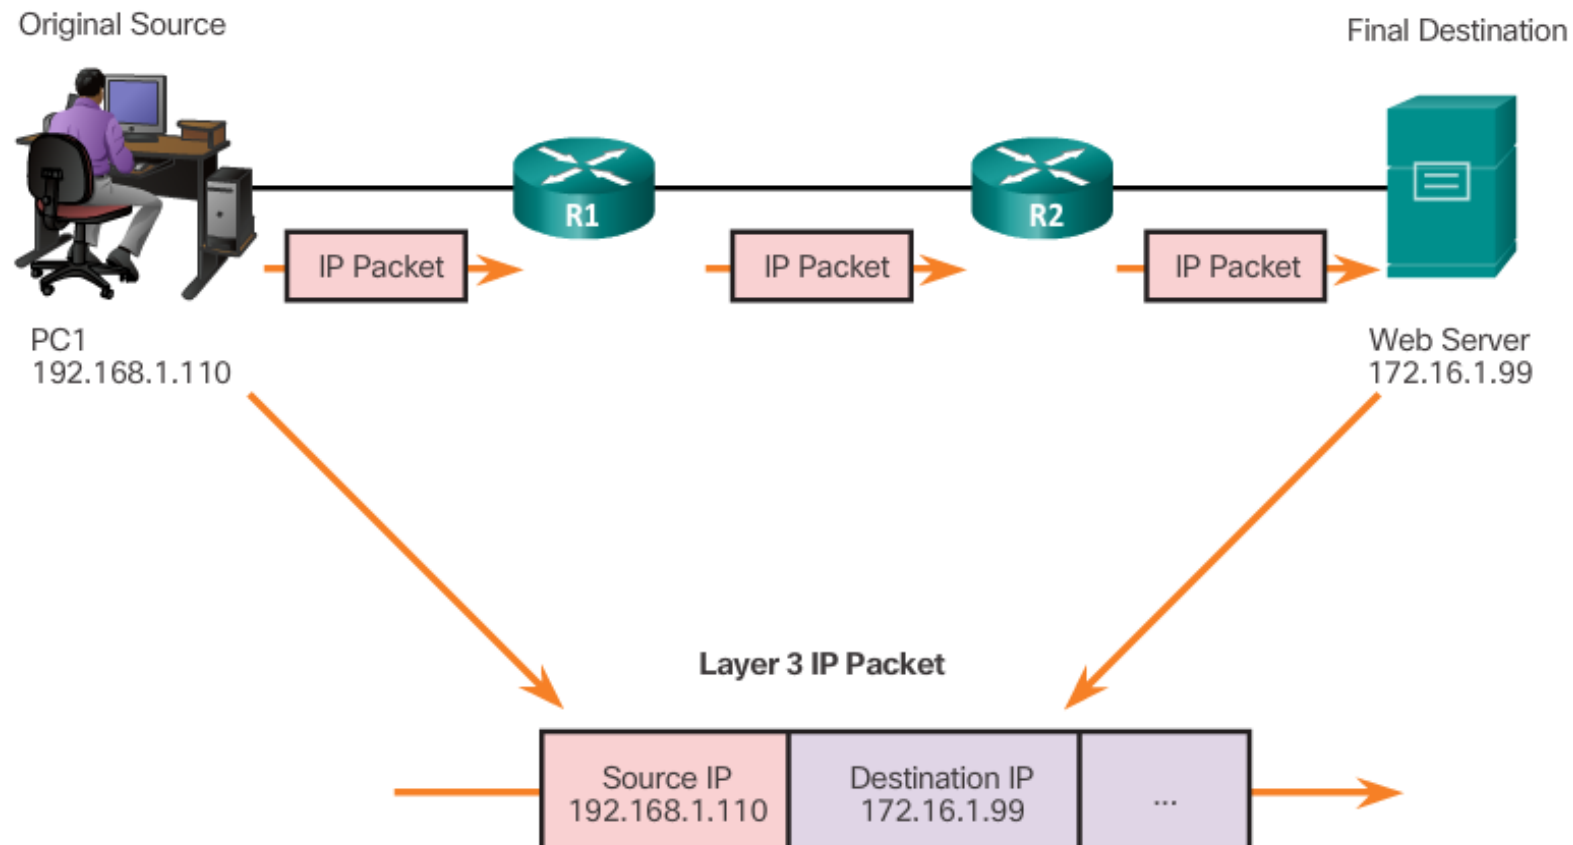 Original Source
Final Destination
R1
R2
IP Packet
IP Packet
IP Packet
PC1
192.168.1.110
Web Server
172.16.1.99
Layer 3 IP Packet
Source IP
192.168.1.110
Destination IP
172.16.1.99
...